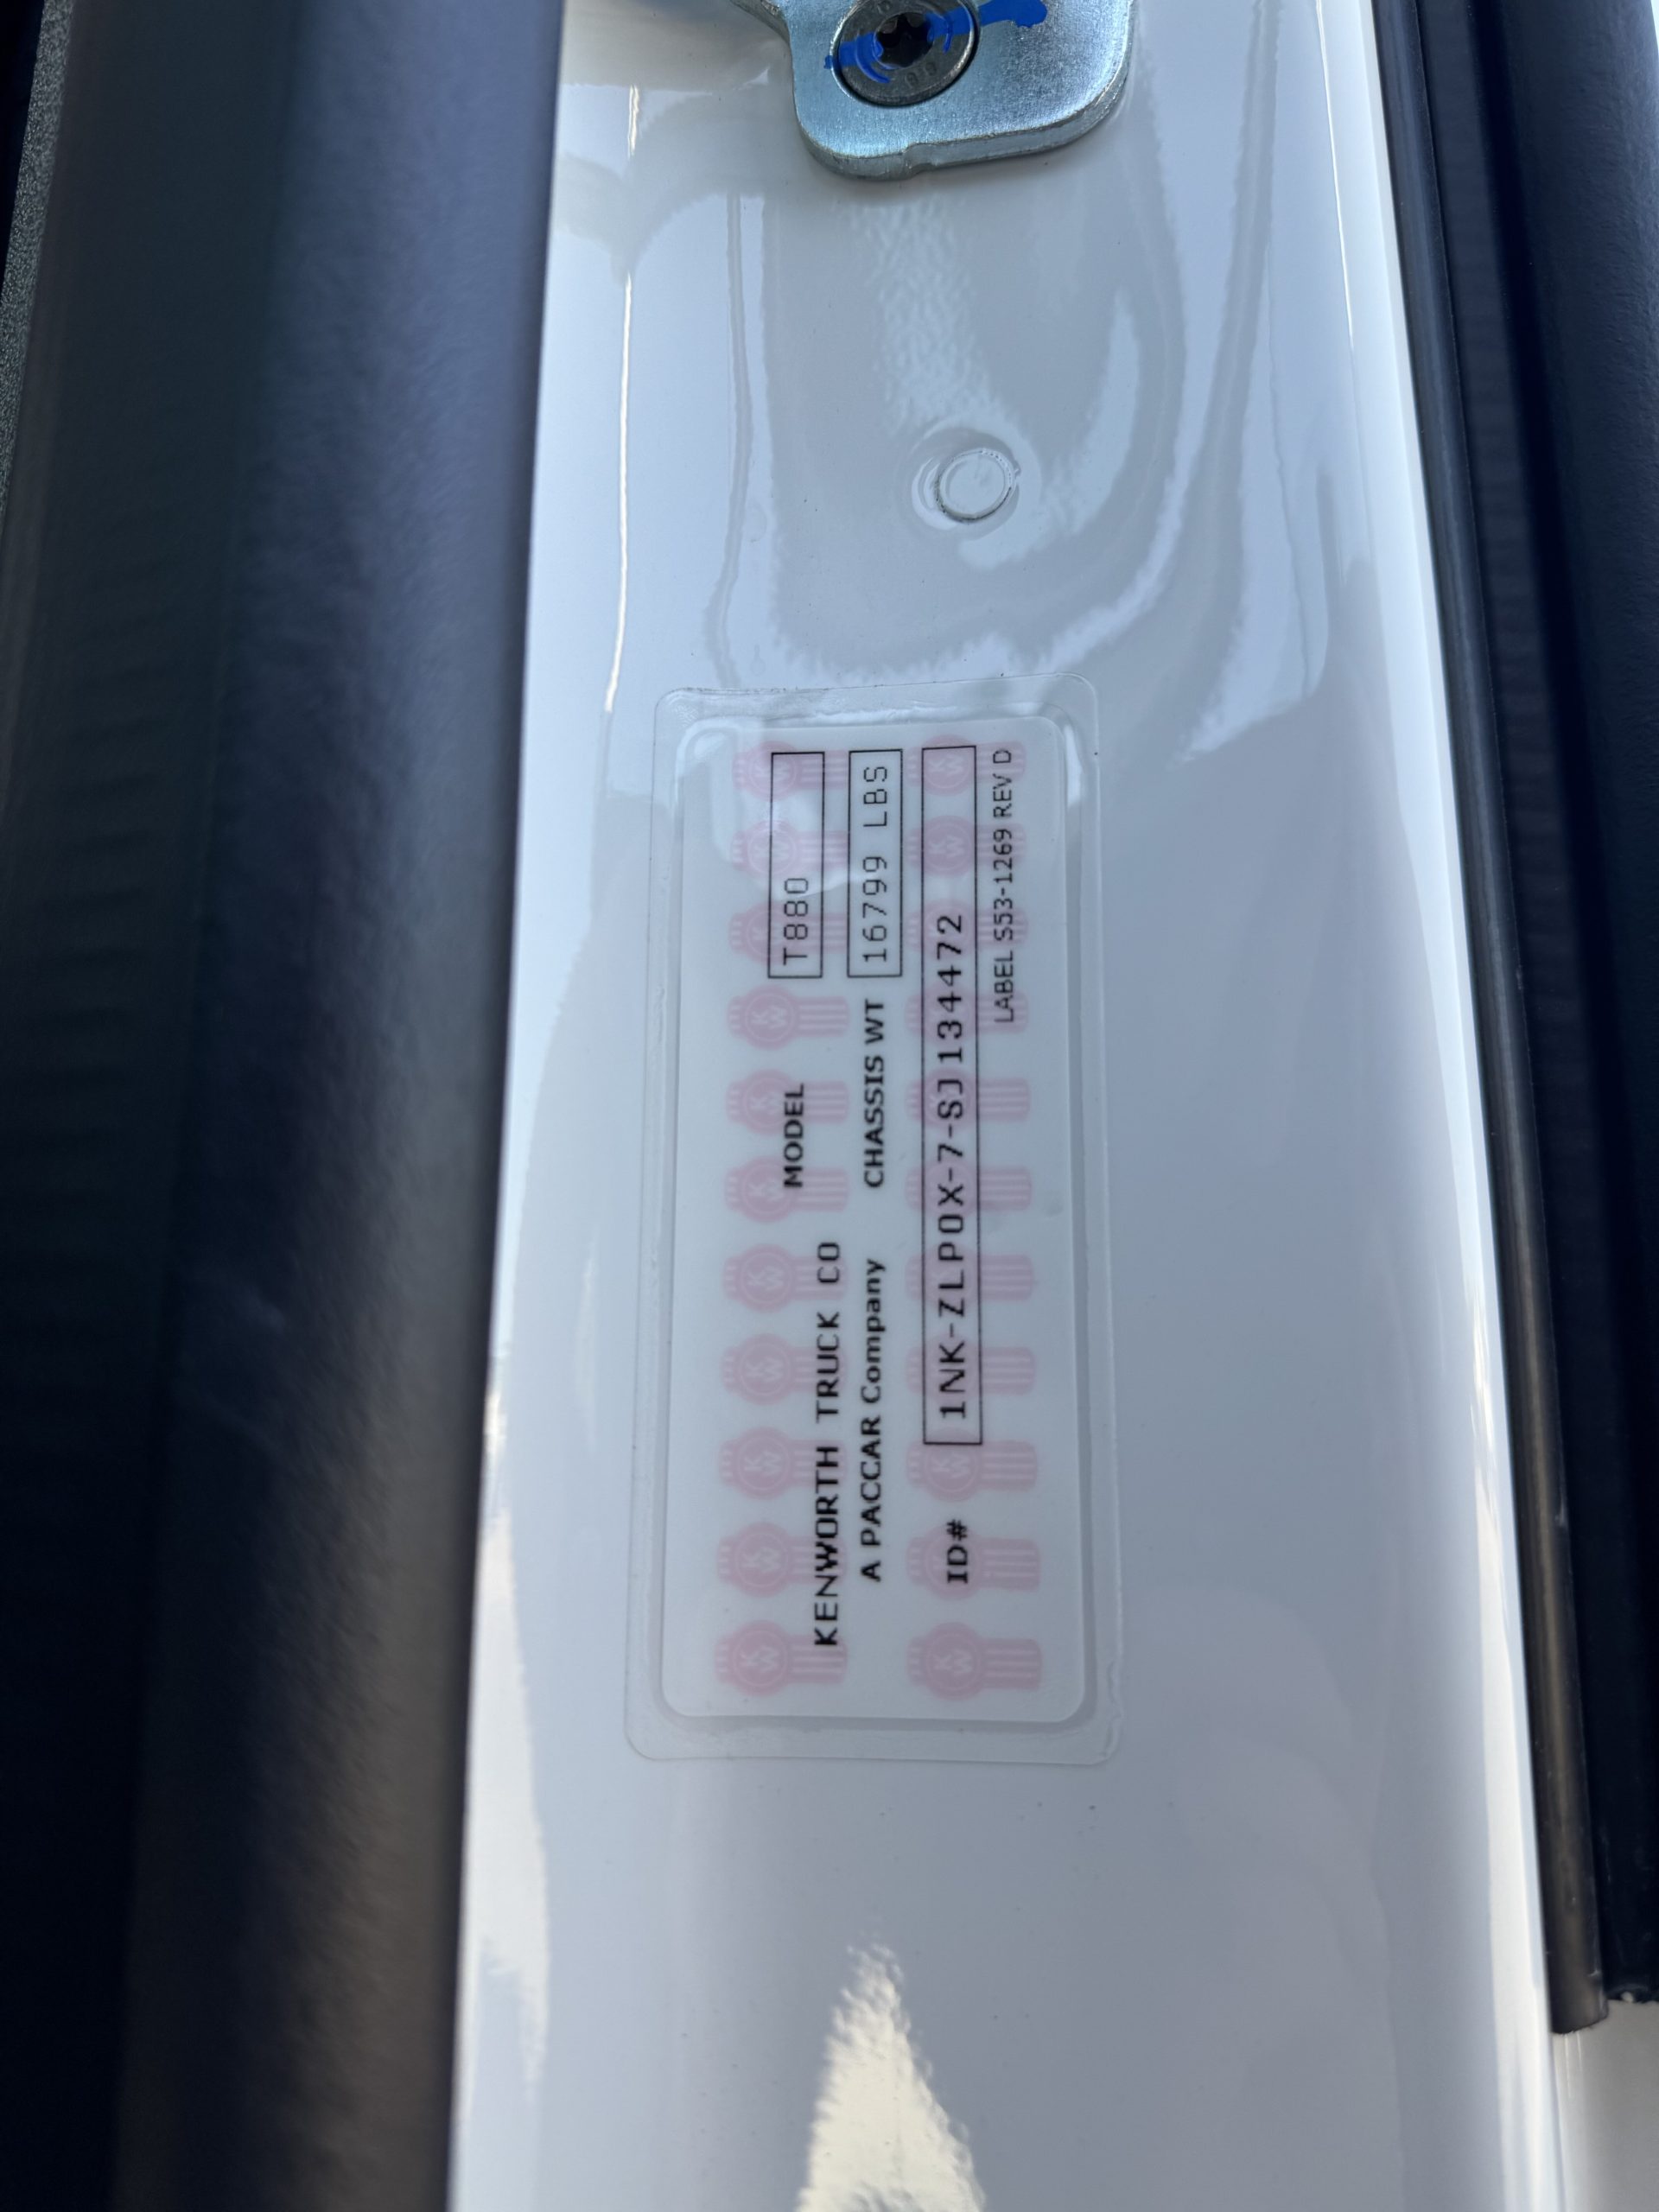 KENWORTH TRUCK CO
A PACCAR Company
MODEL T880
CHASSIS WT 16799 LBS
ID# 1NK-ZLP0X-7-SJ134472
LABEL S53-1269 REV D